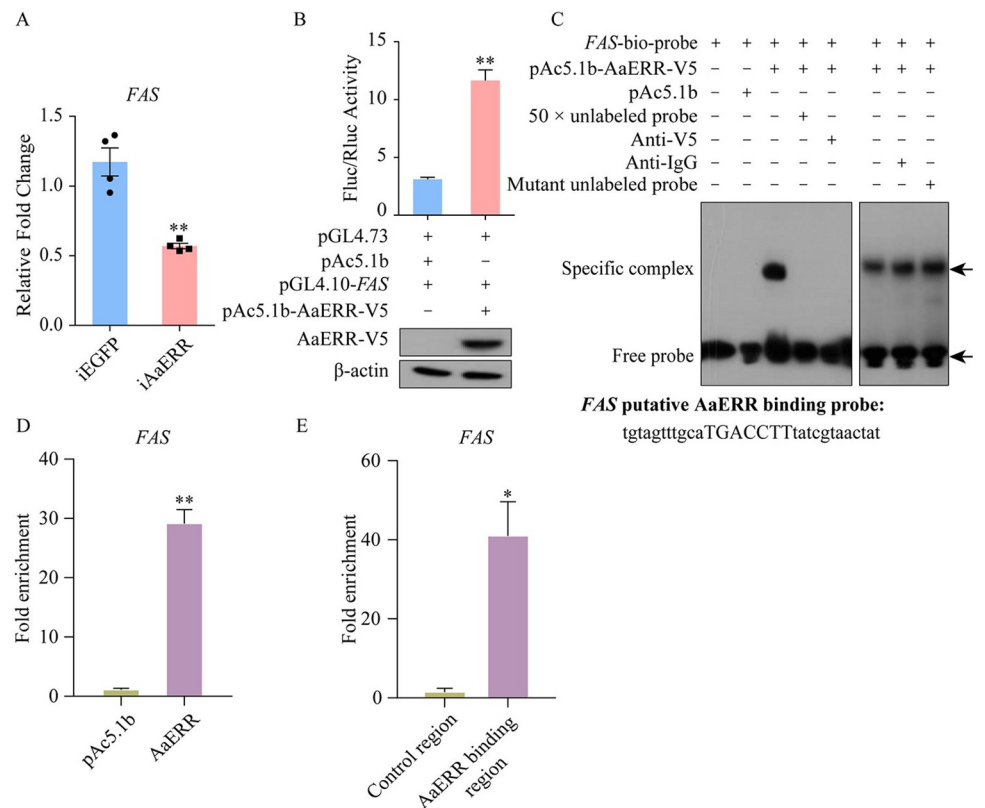 A
FAS
Relative Fold Change
1.5
1.0
0.5
0.0
**
iEGFP
iAaERR
B
Fluc/Rluc Activity
15
10
5
0
**
pGL4.73 + +
pAc5.1b + −
pGL4.10-FAS + +
pAc5.1b-AaERR-V5 − +
AaERR-V5
β-actin
C
FAS-bio-probe + + + + + + + +
pAc5.1b-AaERR-V5 − − + + + + + +
pAc5.1b − + − − − − − −
50 × unlabeled probe − − − + − − − −
Anti-V5 − − − − + − − −
Anti-IgG − − − − − − + −
Mutant unlabeled probe − − − − − − − +
Specific complex
Free probe
FAS putative AaERR binding probe:
tgtagtttgcaTGACCTTtatcgtaactat
D
FAS
Fold enrichment
40
30
20
10
0
**
pAc5.1b
AaERR
E
FAS
Fold enrichment
60
40
20
0
*
Control region
AaERR binding
region